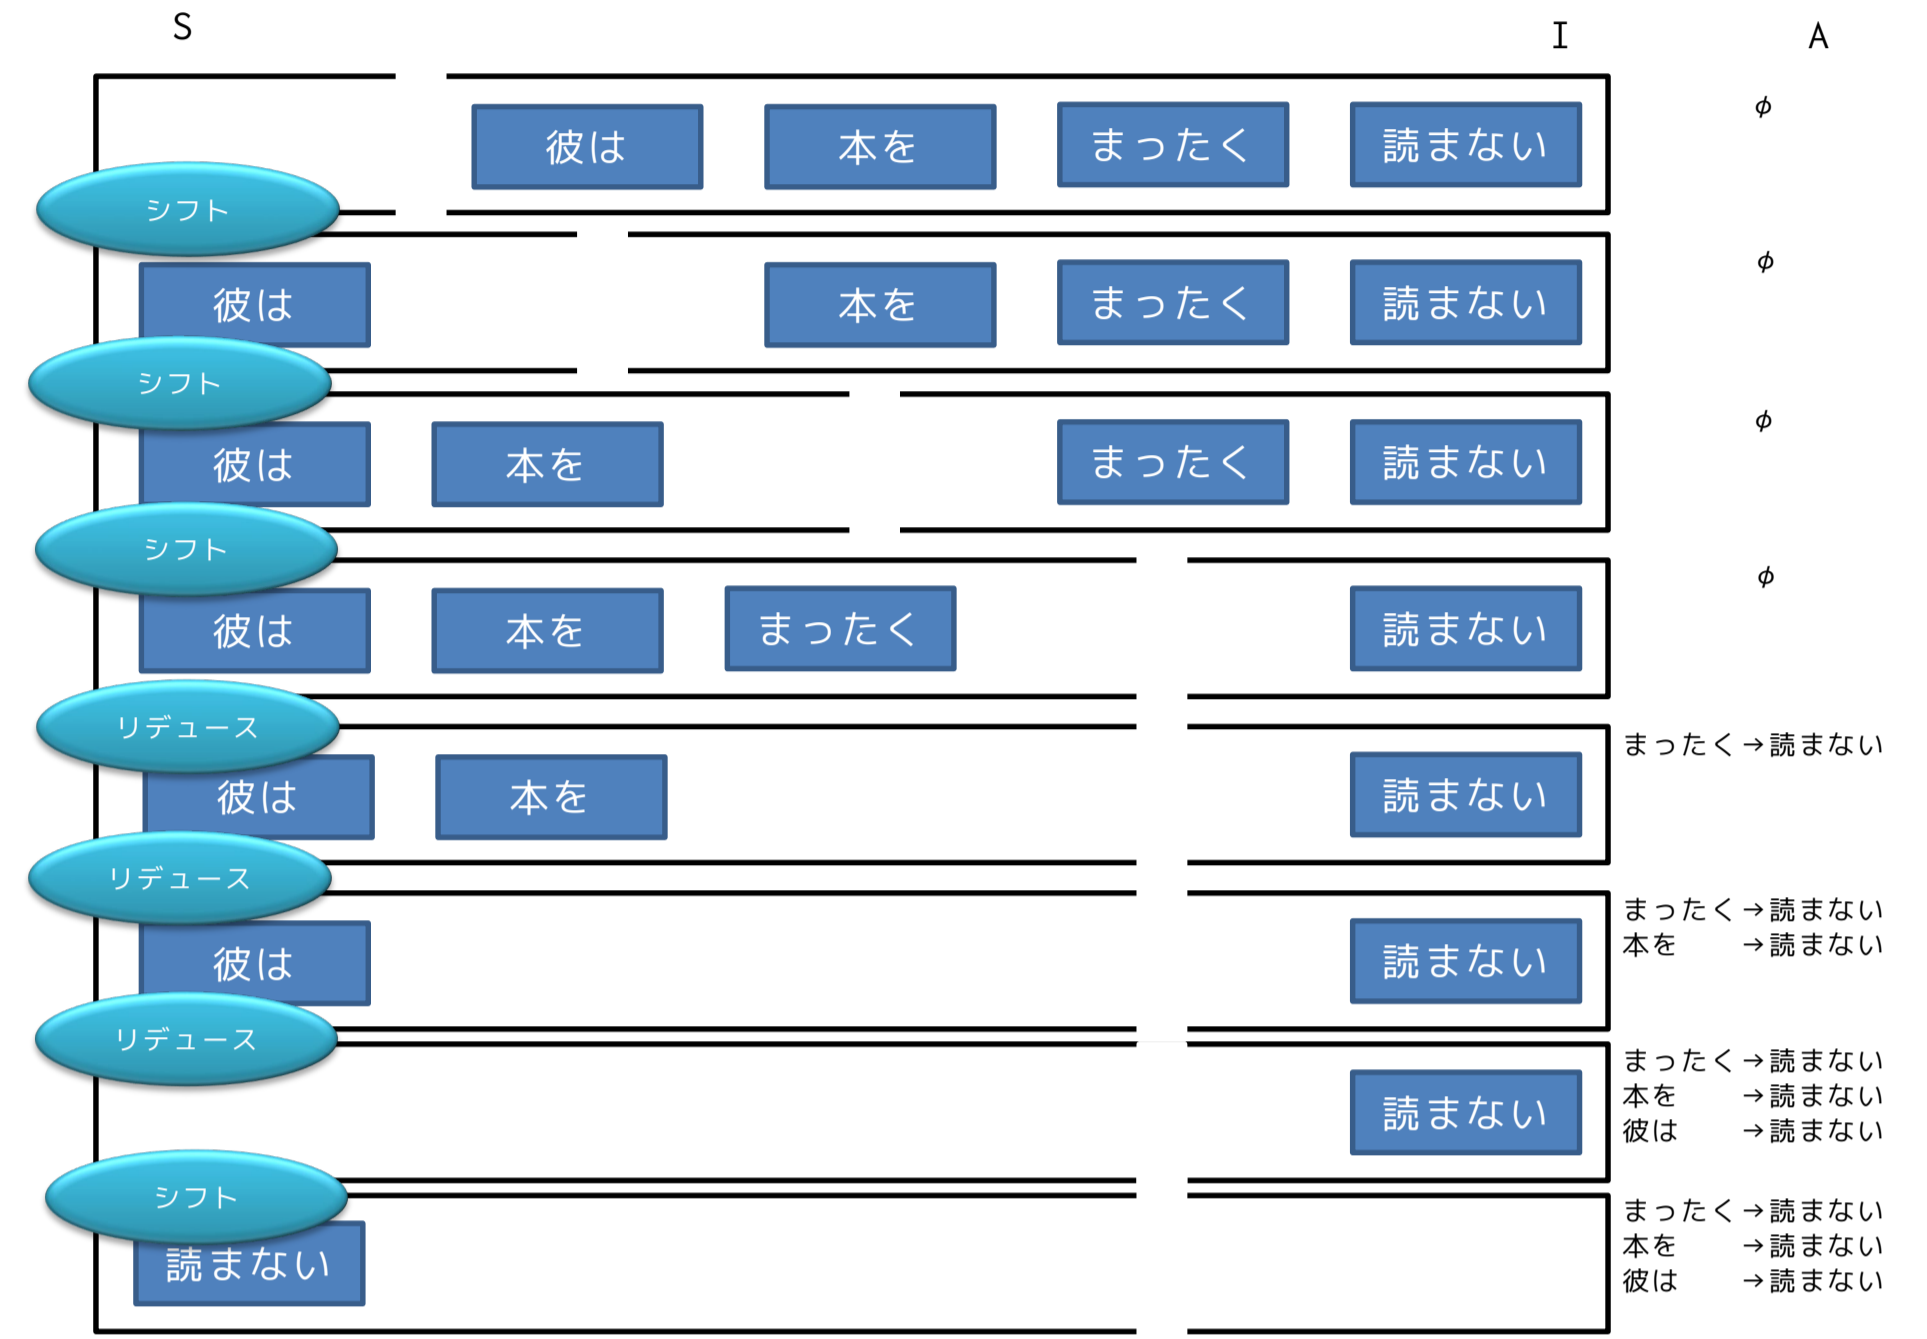 S I A
彼は 本を まったく 読まない φ
シフト
彼は 本を まったく 読まない φ
シフト
彼は 本を まったく 読まない φ
シフト
彼は 本を まったく 読まない φ
リデュース
彼は 本を 読まない まったく→読まない
リデュース
彼は 読まない まったく→読まない
本を →読まない
リデュース
読まない まったく→読まない
本を →読まない
彼は →読まない
シフト
読まない まったく→読まない
本を →読まない
彼は →読まない